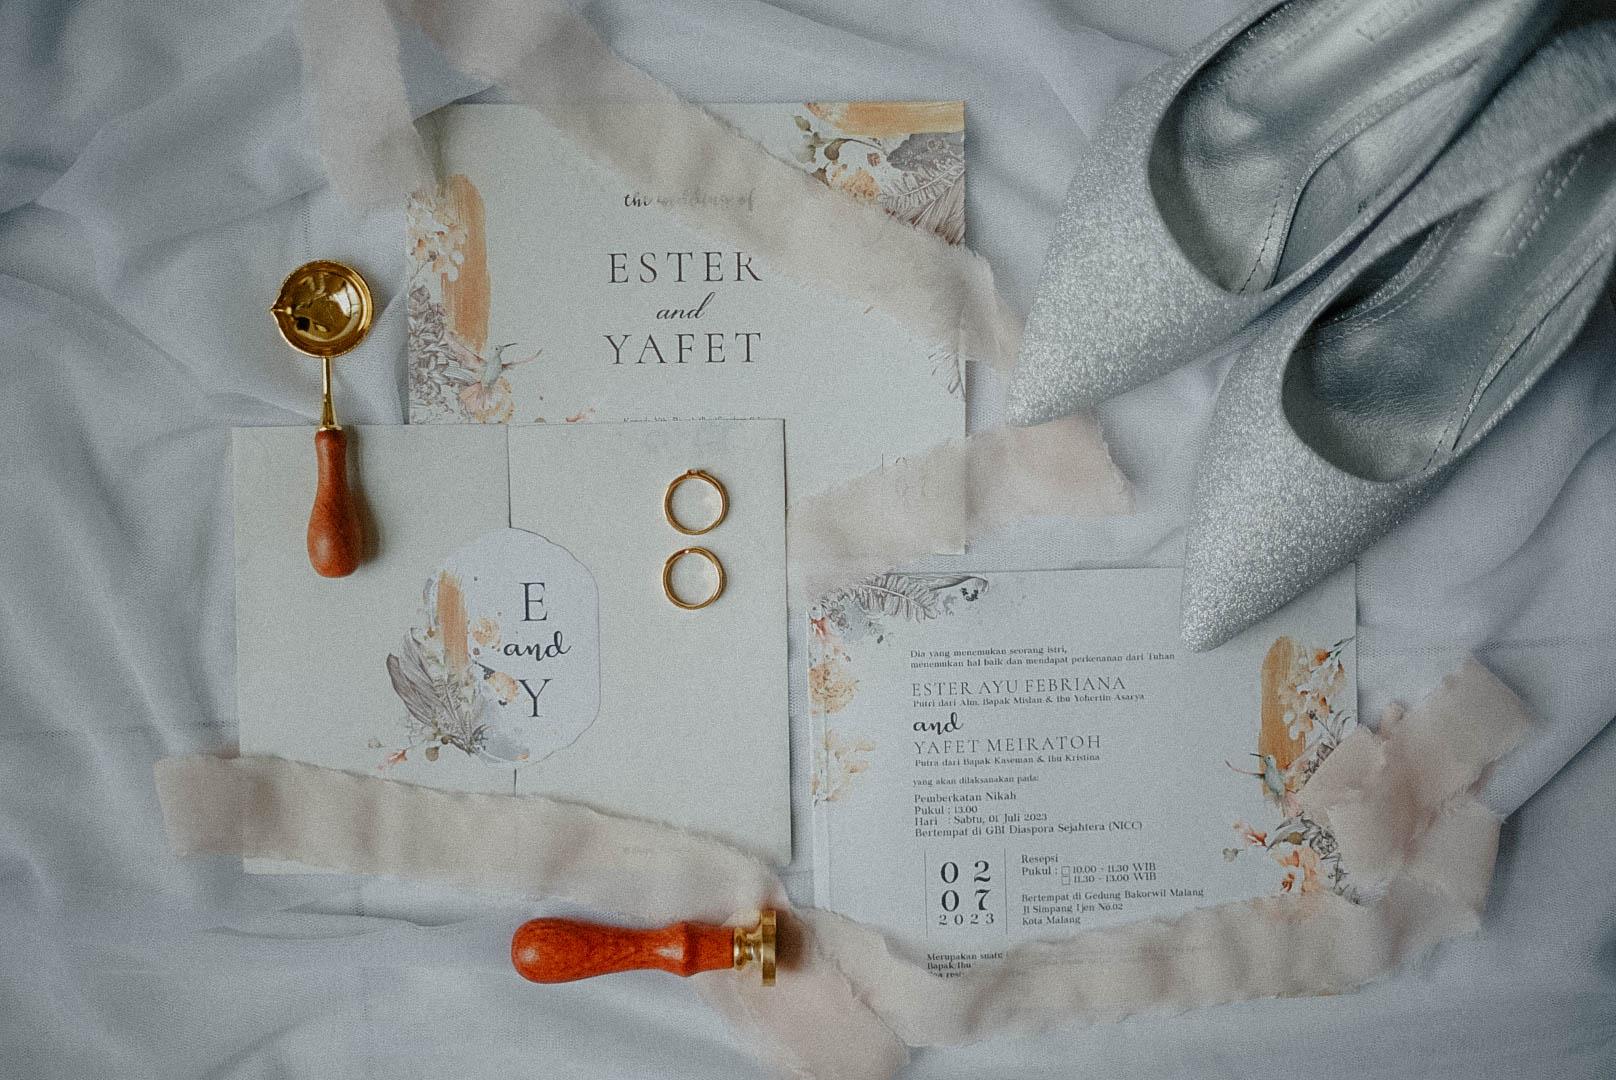 the wedding of
ESTER
and
YAFET
E
and
Y
Dia yang menemukan seorang istri,
menemukan hal baik dan mendapat perkenanan dari Tuhan
ESTER AYU FEBRIANA
Putri dari Alm. Bapak Mislan & Ibu Yohertin Asarya
and
YAFET MEIRATOH
Putra dari Bapak Kaseman & Ibu Kristina
yang akan dilaksanakan pada:
Pemberkatan Nikah
Pukul : 13.00
Hari : Sabtu, 01 Juli 2023
Bertempat di GBI Diaspora Sejahtera (NICC)
02
07
2023
Resepsi
Pukul : 10.00 - 11.30 WIB
11.30 - 13.00 WIB
Bertempat di Gedung Bakorwil Malang
Jl Simpang Ijen No.02
Kota Malang
Merupakan suatu
Bapak/Ibu